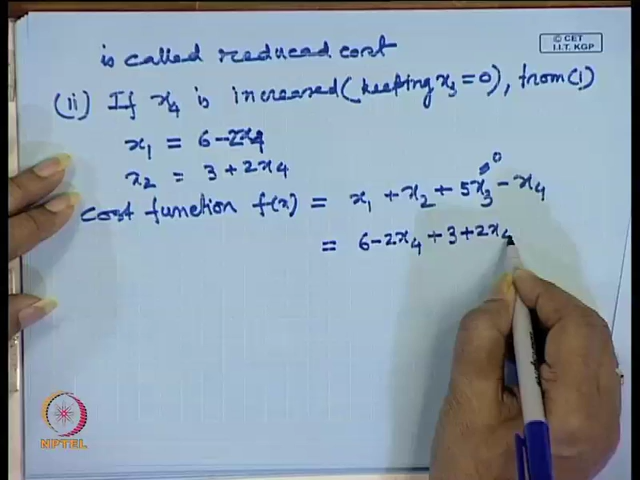 © CET
I.I.T. KGP
is called reduced cost
(ii) If x₄ is increased (keeping x₃ = 0), from (1)
x₁ = 6 - 2x₄
x₂ = 3 + 2x₄
0
cost function f(x) = x₁ + x₂ + 5x₃ - x₄
= 6 - 2x₄ + 3 + 2x₄
NPTEL